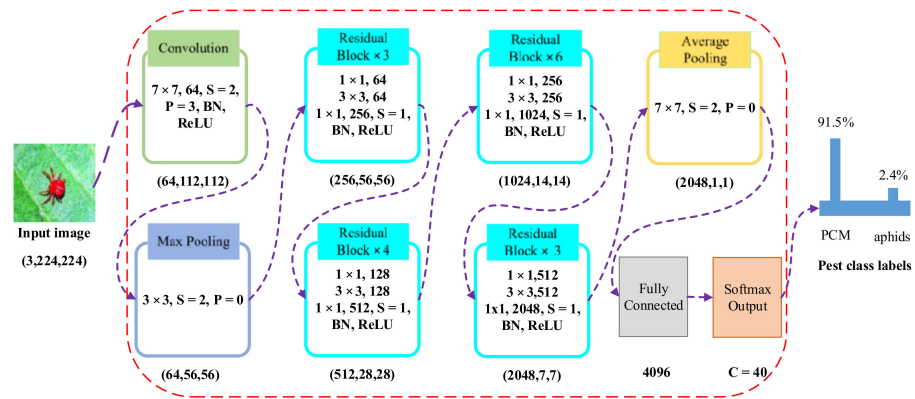 Input image
(3,224,224)
Convolution
7 × 7, 64, S = 2,
P = 3, BN,
ReLU
(64,112,112)
Max Pooling
3 × 3, S = 2, P = 0
(64,56,56)
Residual
Block × 3
1 × 1, 64
3 × 3, 64
1 × 1, 256, S = 1,
BN, ReLU
(256,56,56)
Residual
Block × 4
1 × 1, 128
3 × 3, 128
1 × 1, 512, S = 1,
BN, ReLU
(512,28,28)
Residual
Block × 6
1 × 1, 256
3 × 3, 256
1 × 1, 1024, S = 1,
BN, ReLU
(1024,14,14)
Residual
Block × 3
1 × 1,512
3 × 3,512
1x1, 2048, S = 1,
BN, ReLU
(2048,7,7)
Average
Pooling
7 × 7, S = 2, P = 0
(2048,1,1)
Fully
Connected
4096
Softmax
Output
C = 40
91.5%
2.4%
PCM aphids
Pest class labels